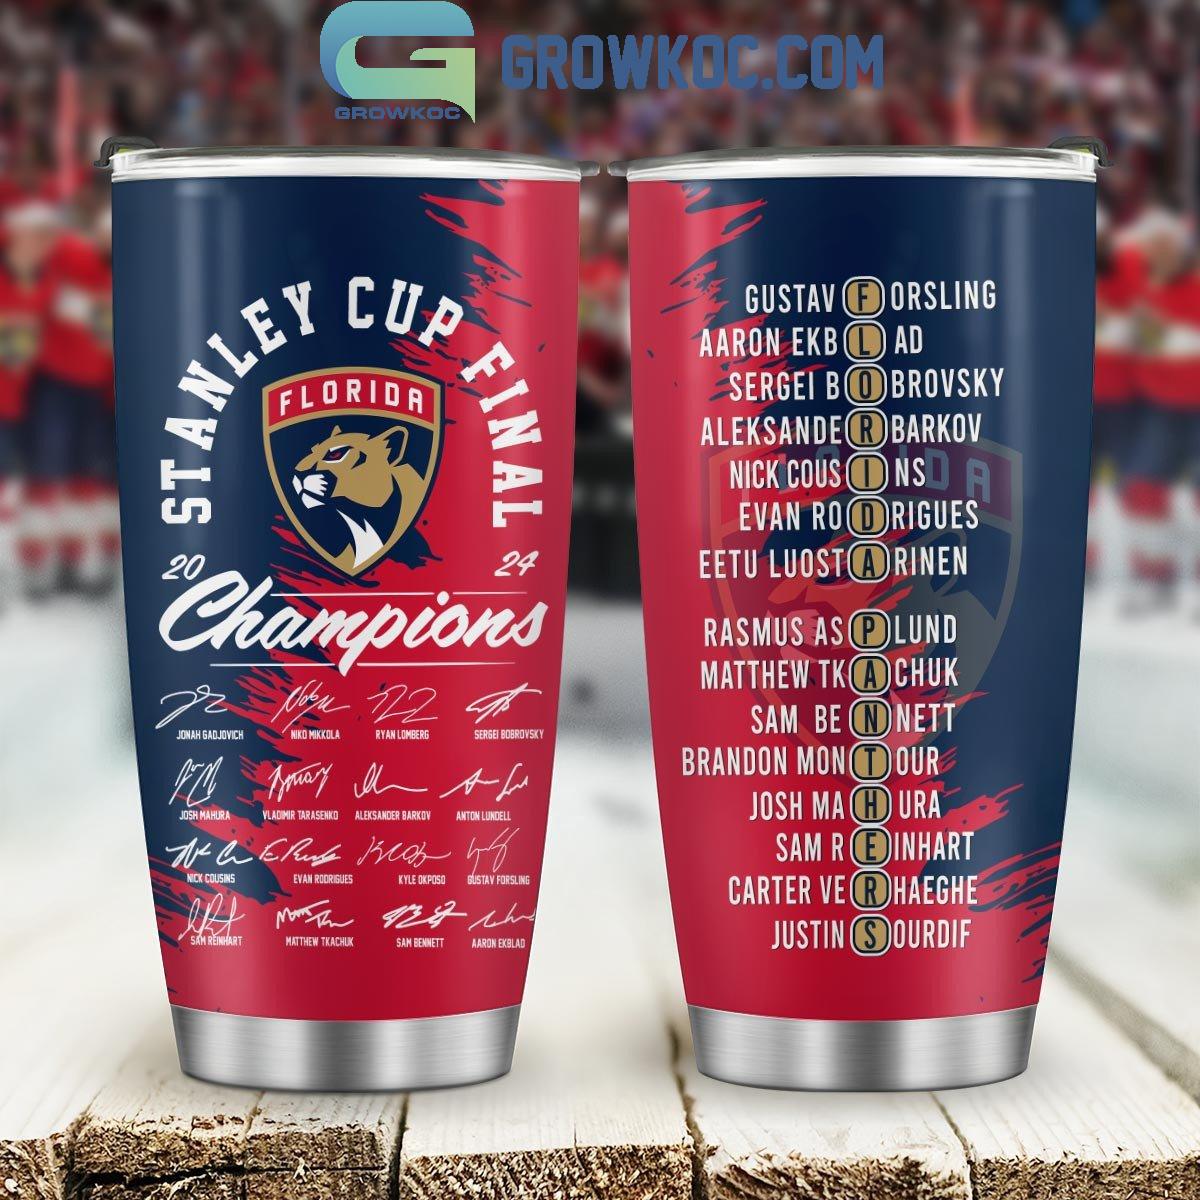 GROWKOC
GROWKOC.COM
STANLEY CUP FINAL
FLORIDA
20 24
Champions
JONAH GADJOVICH NIKO MIKKOLA RYAN LOMBERG SERGEI BOBROVSKY
JOSH MAHURA VLADIMIR TARASENKO ALEKSANDER BARKOV ANTON LUNDELL
NICK COUSINS EVAN RODRIGUES KYLE OKPOSO GUSTAV FORSLING
SAM REINHART MATTHEW TKACHUK SAM BENNETT AARON EKBLAD
GUSTAV FORSLING
AARON EKBLAD
SERGEI BOBROVSKY
ALEKSANDERBARKOV
NICK COUSINS
EVAN RODRIGUES
EETU LUOSTARINEN
RASMUS ASPLUND
MATTHEW TKACHUK
SAM BENNETT
BRANDON MONTOUR
JOSH MAHURA
SAM REINHART
CARTER VERHAEGHE
JUSTIN SOURDIF